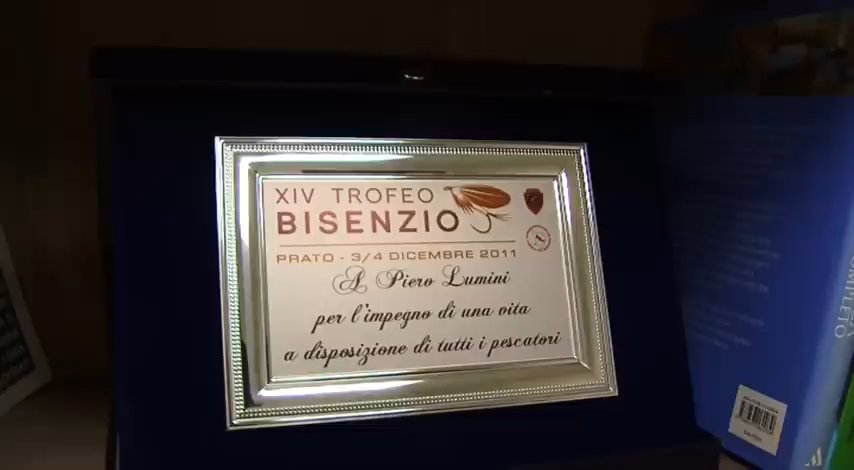 XIV TROFEO
BISENZIO
PRATO - 3/4 DICEMBRE 2011
A Piero Lumini
per l'impegno di una vita
a disposizione di tutti i pescatori